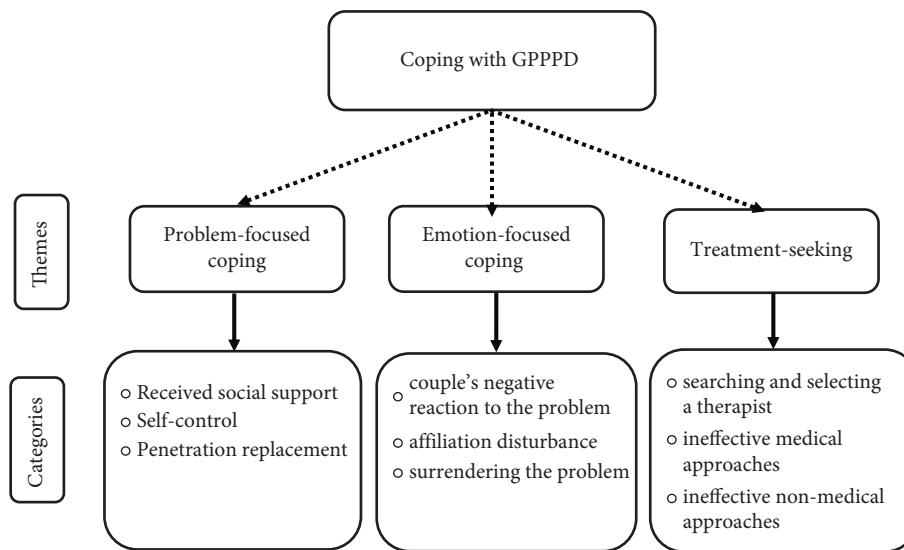 Coping with GPPPD
Themes
Problem-focused
coping
Emotion-focused
coping
Treatment-seeking
Categories
○ Received social support
○ Self-control
○ Penetration replacement
○ couple's negative
reaction to the problem
○ affiliation disturbance
○ surrendering the problem
○ searching and selecting
a therapist
○ ineffective medical
approaches
○ ineffective non-medical
approaches